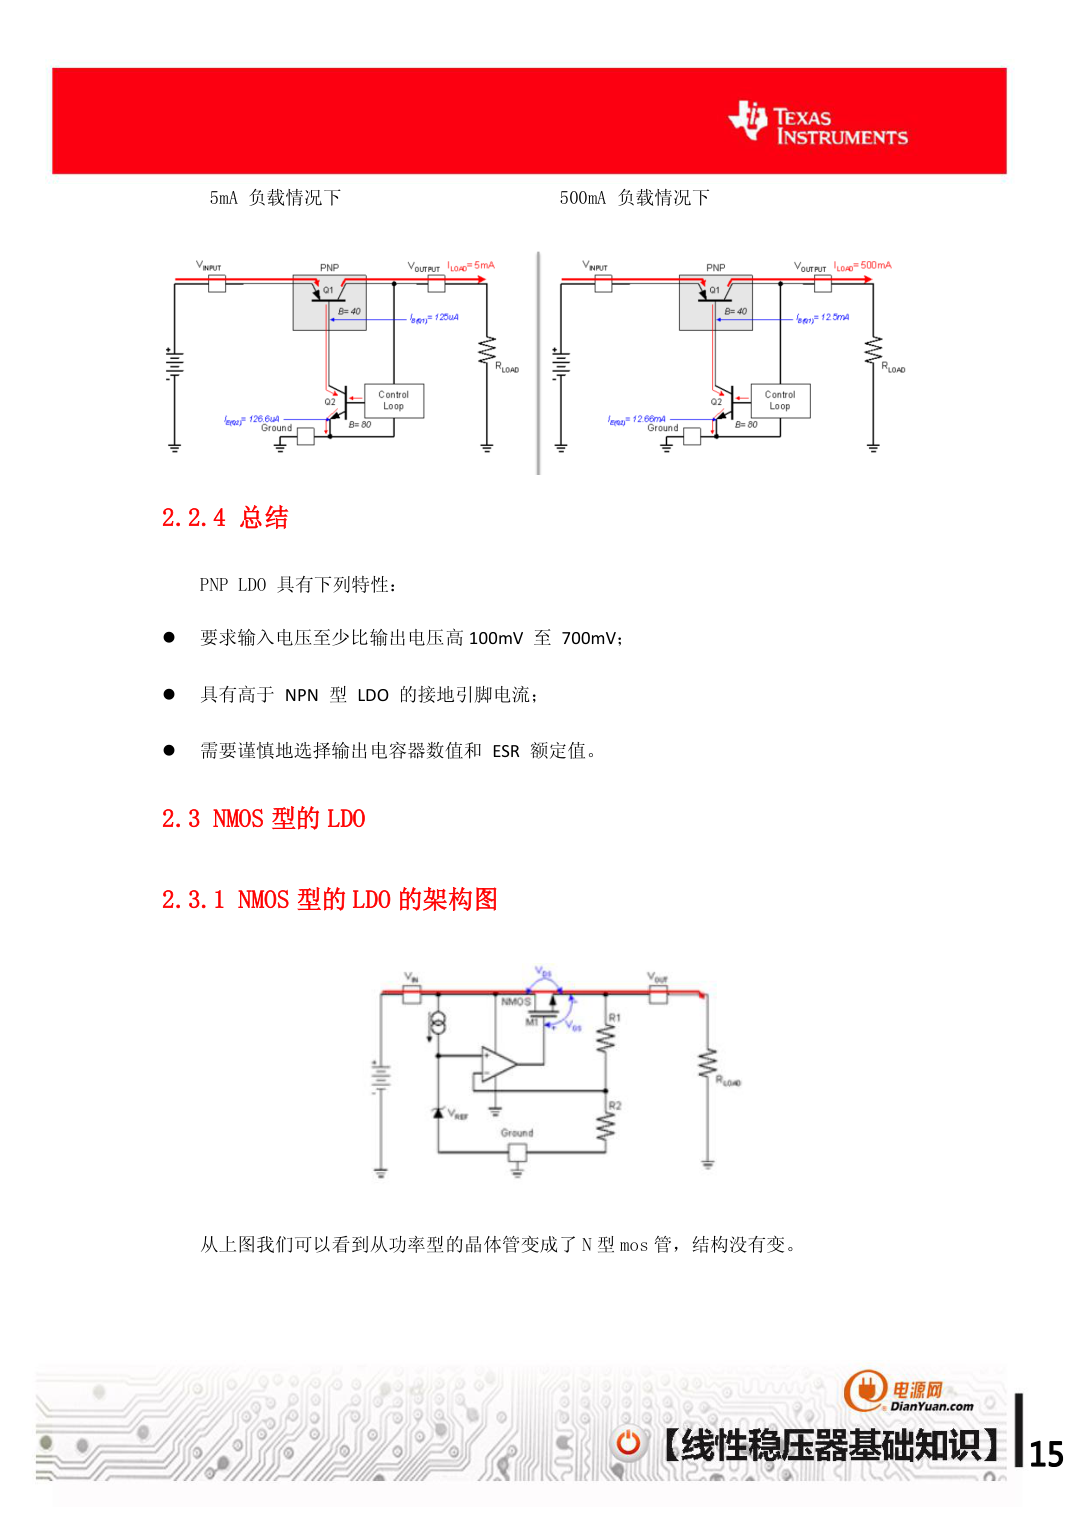 TEXAS
INSTRUMENTS
5mA 负载情况下
500mA 负载情况下
VINPUT
PNP
VOUTPUT
ILOAD= 5mA
Q1
B= 40
IB(Q1)= 125uA
RLOAD
Control
Loop
Q2
IE(Q2)= 126.6uA
Ground
B= 80
VINPUT
PNP
VOUTPUT
ILOAD= 500mA
Q1
B= 40
IB(Q1)= 12.5mA
RLOAD
Control
Loop
Q2
IE(Q2)= 12.66mA
Ground
B= 80
2.2.4 总结
PNP LDO 具有下列特性：
● 要求输入电压至少比输出电压高 100mV 至 700mV；
● 具有高于 NPN 型 LDO 的接地引脚电流；
● 需要谨慎地选择输出电容器数值和 ESR 额定值。
2.3 NMOS 型的 LDO
2.3.1 NMOS 型的 LDO 的架构图
VIN
VDS
VOUT
NMOS
M1
VGS
R1
RLOAD
VREF
R2
Ground
从上图我们可以看到从功率型的晶体管变成了 N 型 mos 管，结构没有变。
电源网
DianYuan.com
【线性稳压器基础知识】
15